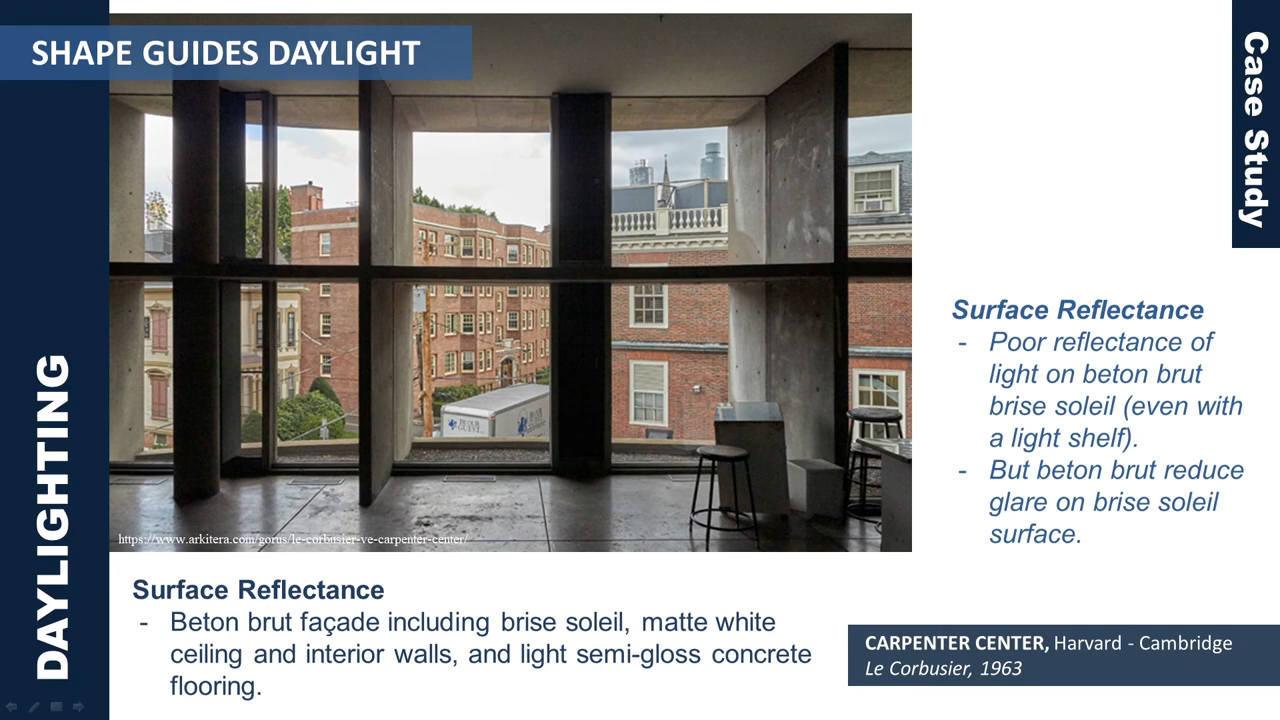 SHAPE GUIDES DAYLIGHT
Case Study
DAYLIGHTING
https://www.arkitera.com/gorus/le-corbusier-ve-carpenter-center/
Surface Reflectance
- Poor reflectance of
light on beton brut
brise soleil (even with
a light shelf).
- But beton brut reduce
glare on brise soleil
surface.
Surface Reflectance
- Beton brut façade including brise soleil, matte white
ceiling and interior walls, and light semi-gloss concrete
flooring.
CARPENTER CENTER, Harvard - Cambridge
Le Corbusier, 1963